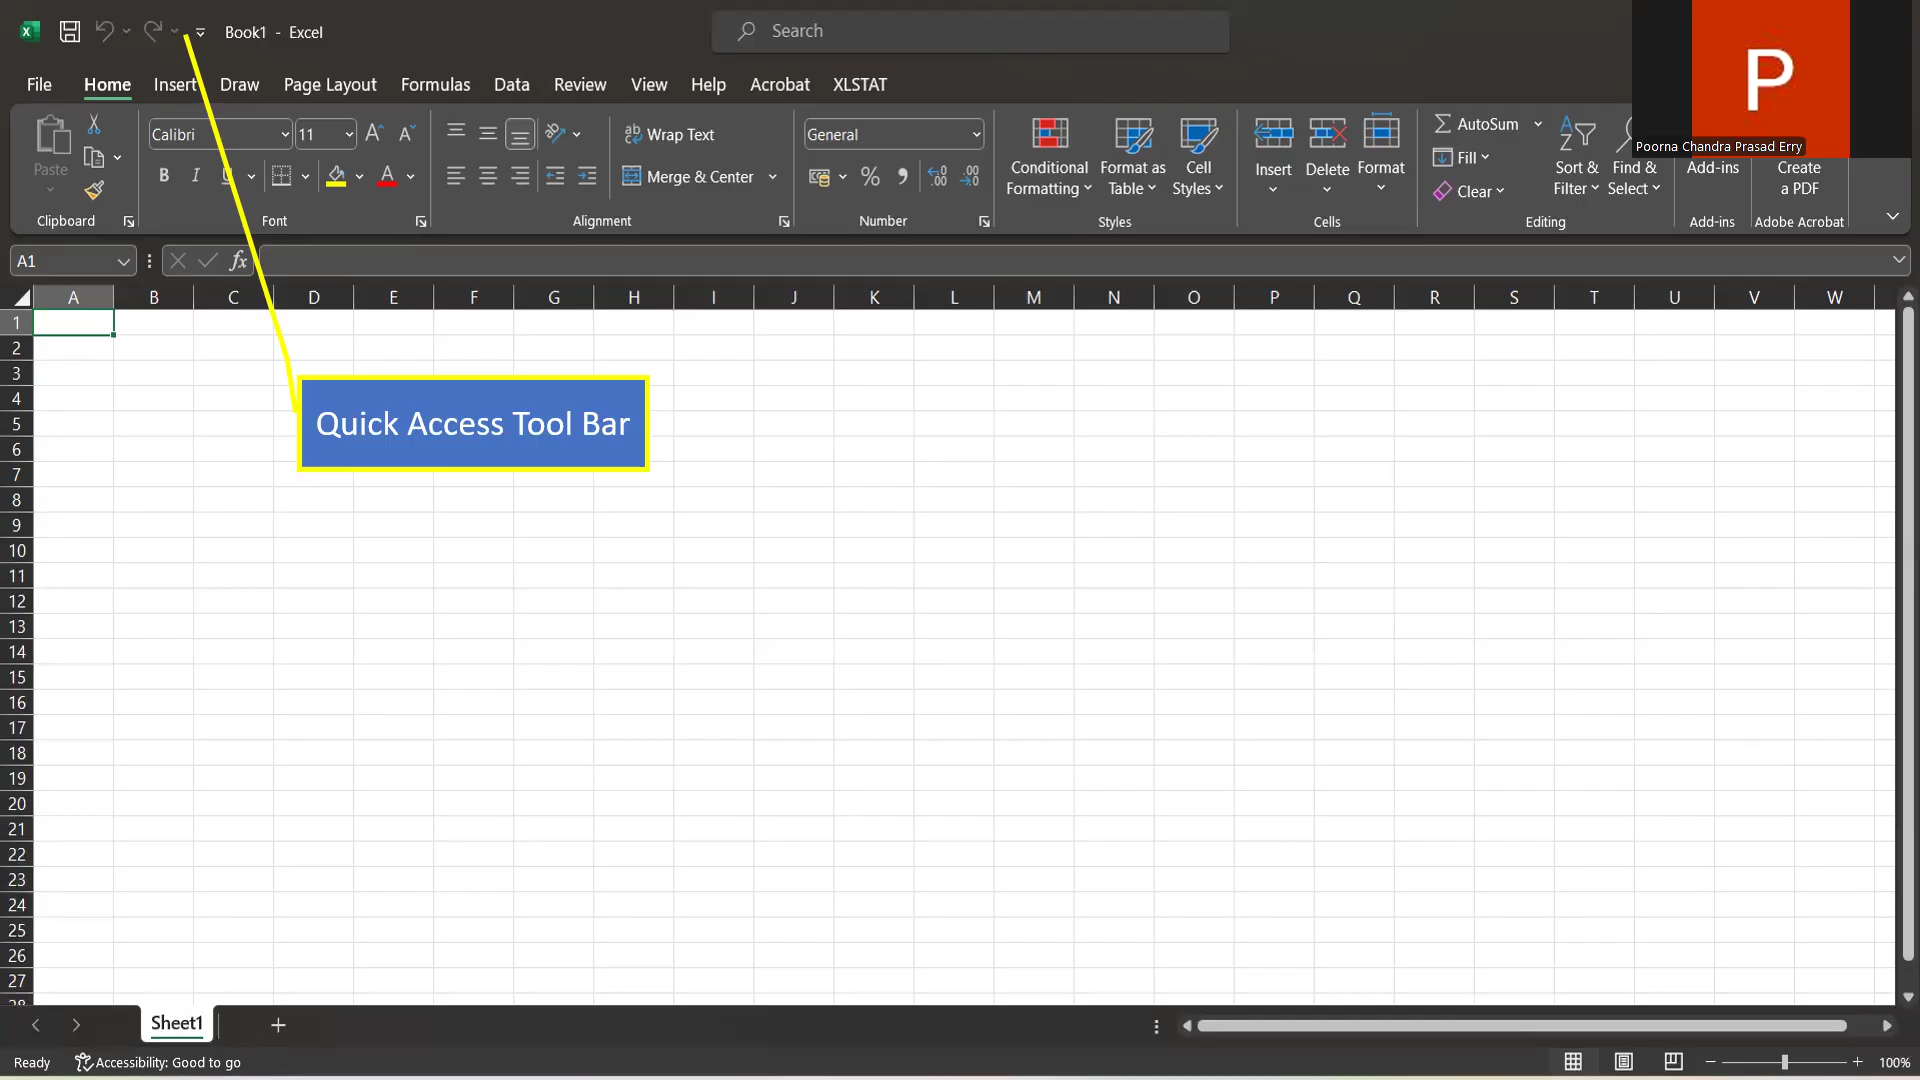 Book1 - Excel
Search
P
Poorna Chandra Prasad Erry
File Home Insert Draw Page Layout Formulas Data Review View Help Acrobat XLSTAT
Paste
Clipboard
Calibri 11
B I U
Font
Wrap Text
Merge & Center
Alignment
General
Number
Conditional
Formatting
Format as
Table
Cell
Styles
Styles
Insert
Delete
Format
Cells
AutoSum
Fill
Clear
Sort &
Filter
Find &
Select
Editing
Add-ins
Add-ins
Create
a PDF
Adobe Acrobat
A1
fx
A B C D E F G H I J K L M N O P Q R S T U V W
1
2
3
4
Quick Access Tool Bar
5
6
7
8
9
10
11
12
13
14
15
16
17
18
19
20
21
22
23
24
25
26
27
28
Sheet1
Ready
Accessibility: Good to go
100%